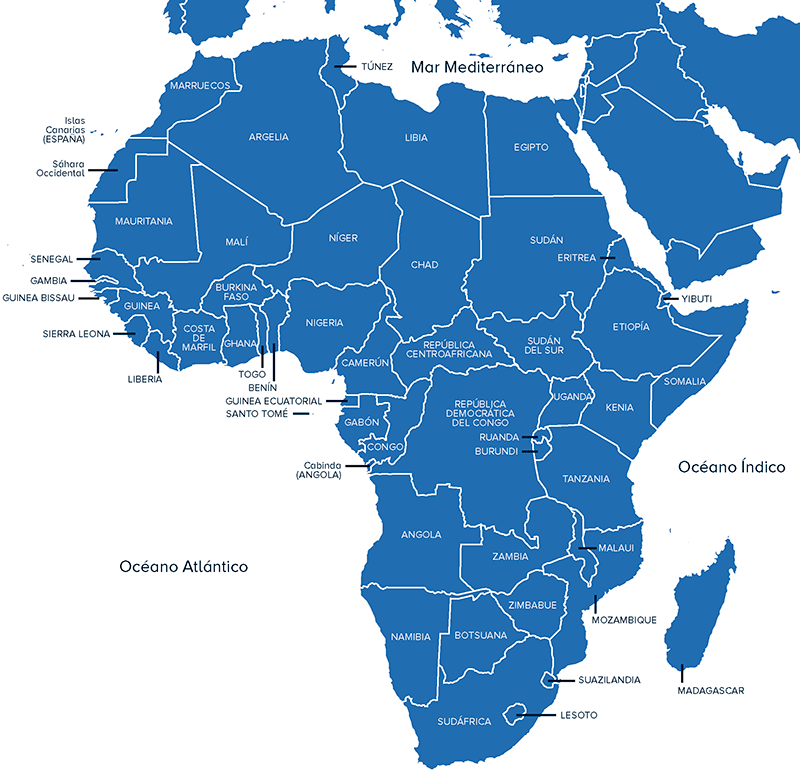 TÚNEZ
Mar Mediterráneo
MARRUECOS
Islas
Canarias
(ESPAÑA)
ARGELIA
LIBIA
EGIPTO
Sáhara
Occidental
MAURITANIA
MALÍ
NÍGER
CHAD
SUDÁN
ERITREA
SENEGAL
GAMBIA
GUINEA BISSAU
GUINEA
BURKINA
FASO
YIBUTI
SIERRA LEONA
COSTA
DE
MARFIL
GHANA
NIGERIA
ETIOPÍA
LIBERIA
TOGO
BENÍN
CAMERÚN
REPÚBLICA
CENTROAFRICANA
SUDÁN
DEL SUR
SOMALIA
GUINEA ECUATORIAL
SANTO TOMÉ
GABÓN
CONGO
REPÚBLICA
DEMOCRÁTICA
DEL CONGO
UGANDA
KENIA
RUANDA
BURUNDI
Cabinda
(ANGOLA)
TANZANIA
Océano Índico
ANGOLA
ZAMBIA
MALAUI
Océano Atlántico
ZIMBABUE
MOZAMBIQUE
NAMIBIA
BOTSUANA
SUAZILANDIA
MADAGASCAR
SUDÁFRICA
LESOTO